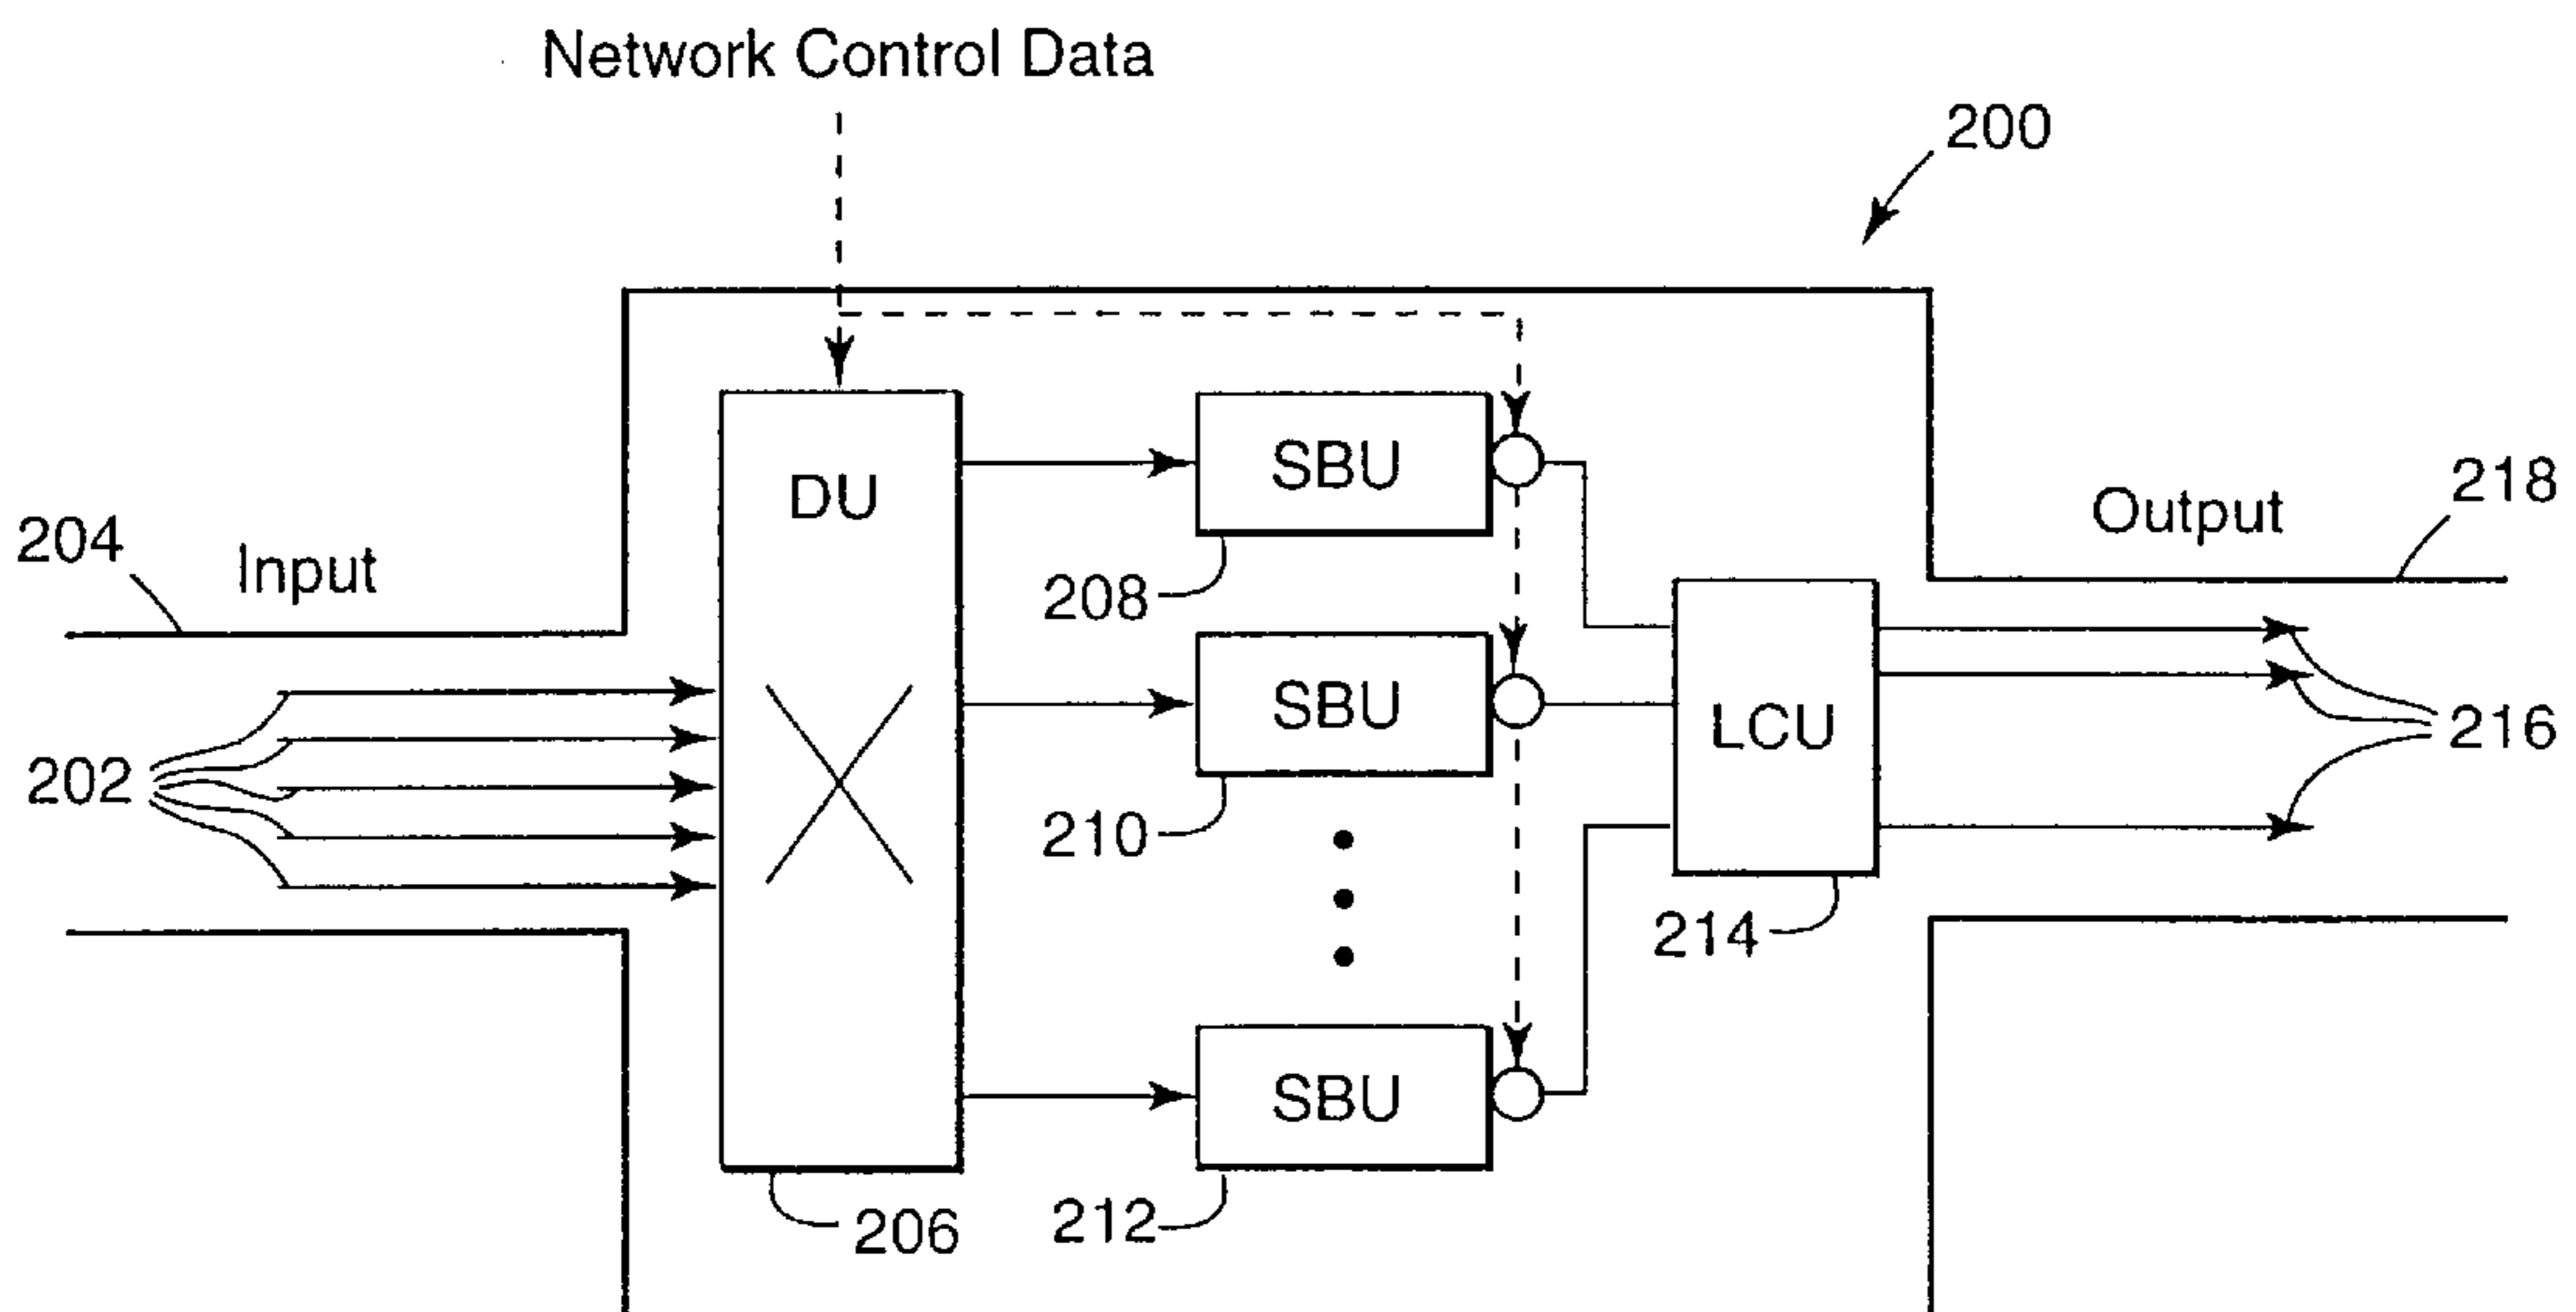 Network Control Data
200
DU
SBU
218
Output
204
Input
208
SBU
LCU
216
202
210
214
SBU
206
212